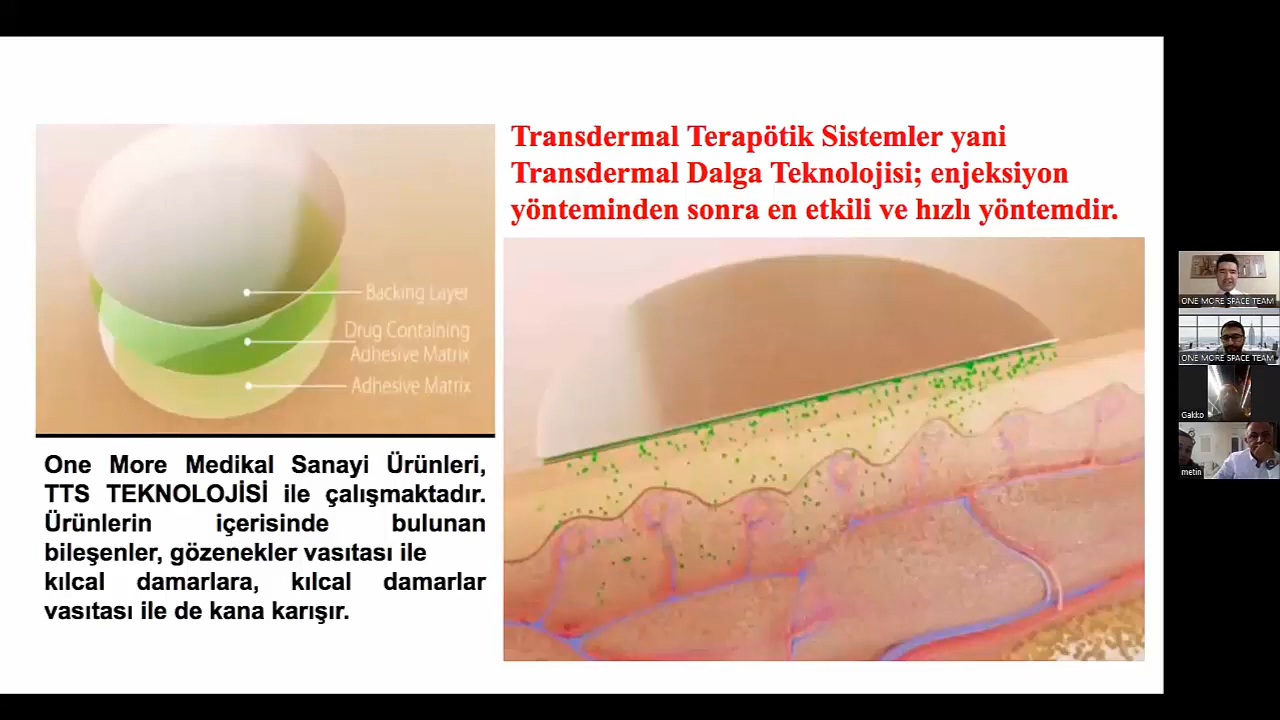 Transdermal Terapötik Sistemler yani
Transdermal Dalga Teknolojisi; enjeksiyon
yönteminden sonra en etkili ve hızlı yöntemdir.
Backing Layer
Drug Containing
Adhesive Matrix
Adhesive Matrix
One More Medikal Sanayi Ürünleri,
TTS TEKNOLOJİSİ ile çalışmaktadır.
Ürünlerin içerisinde bulunan
bileşenler, gözenekler vasıtası ile
kılcal damarlara, kılcal damarlar
vasıtası ile de kana karışır.
ONE MORE SPACE TEAM
ONE MORE SPACE TEAM
Gakko
metin